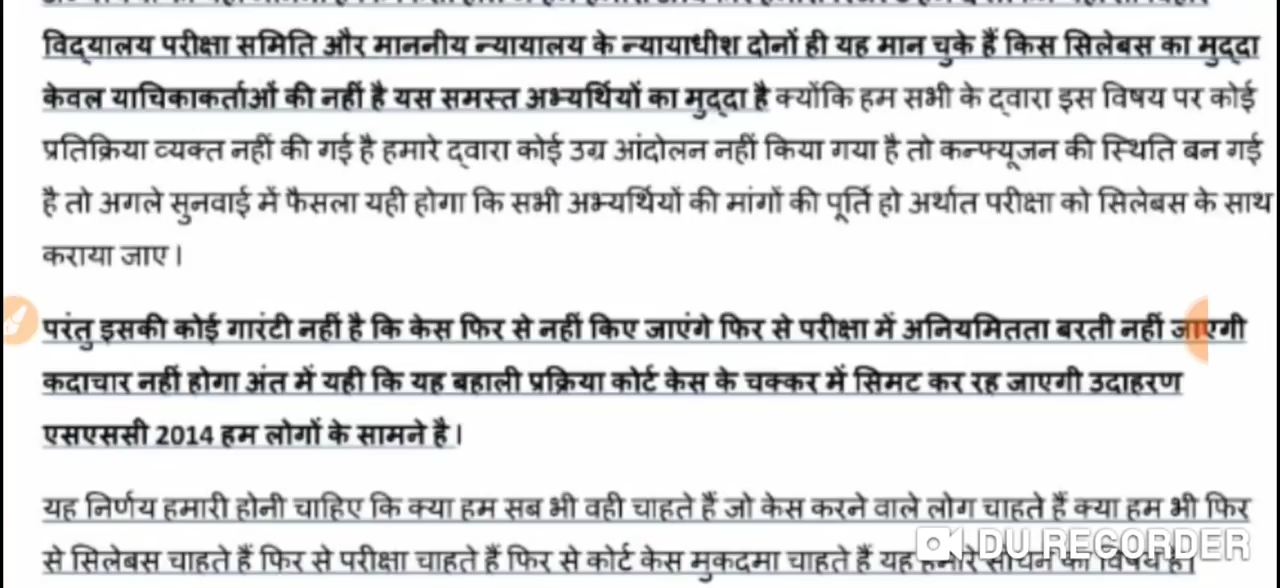 विद्यालय परीक्षा समिति और माननीय न्यायालय के न्यायाधीश दोनों ही यह मान चुके हैं किस सिलेबस का मुद्दा
केवल याचिकाकर्ताओं की नहीं है यस समस्त अभ्यर्थियों का मुद्दा है क्योंकि हम सभी के द्वारा इस विषय पर कोई
प्रतिक्रिया व्यक्त नहीं की गई है हमारे द्वारा कोई उग्र आंदोलन नहीं किया गया है तो कन्फ्यूजन की स्थिति बन गई
है तो अगले सुनवाई में फैसला यही होगा कि सभी अभ्यर्थियों की मांगों की पूर्ति हो अर्थात परीक्षा को सिलेबस के साथ
कराया जाए।
परंतु इसकी कोई गारंटी नहीं है कि केस फिर से नहीं किए जाएंगे फिर से परीक्षा में अनियमितता बरती नहीं जाएगी
कदाचार नहीं होगा अंत में यही कि यह बहाली प्रक्रिया कोर्ट केस के चक्कर में सिमट कर रह जाएगी उदाहरण
एसएससी 2014 हम लोगों के सामने है।
यह निर्णय हमारी होनी चाहिए कि क्या हम सब भी वही चाहते हैं जो केस करने वाले लोग चाहते हैं क्या हम भी फिर
से सिलेबस चाहते हैं फिर से परीक्षा चाहते हैं फिर से कोर्ट केस मुकदमा चाहते हैं यह हमारे सोचने का विषय है।
DU RECORDER